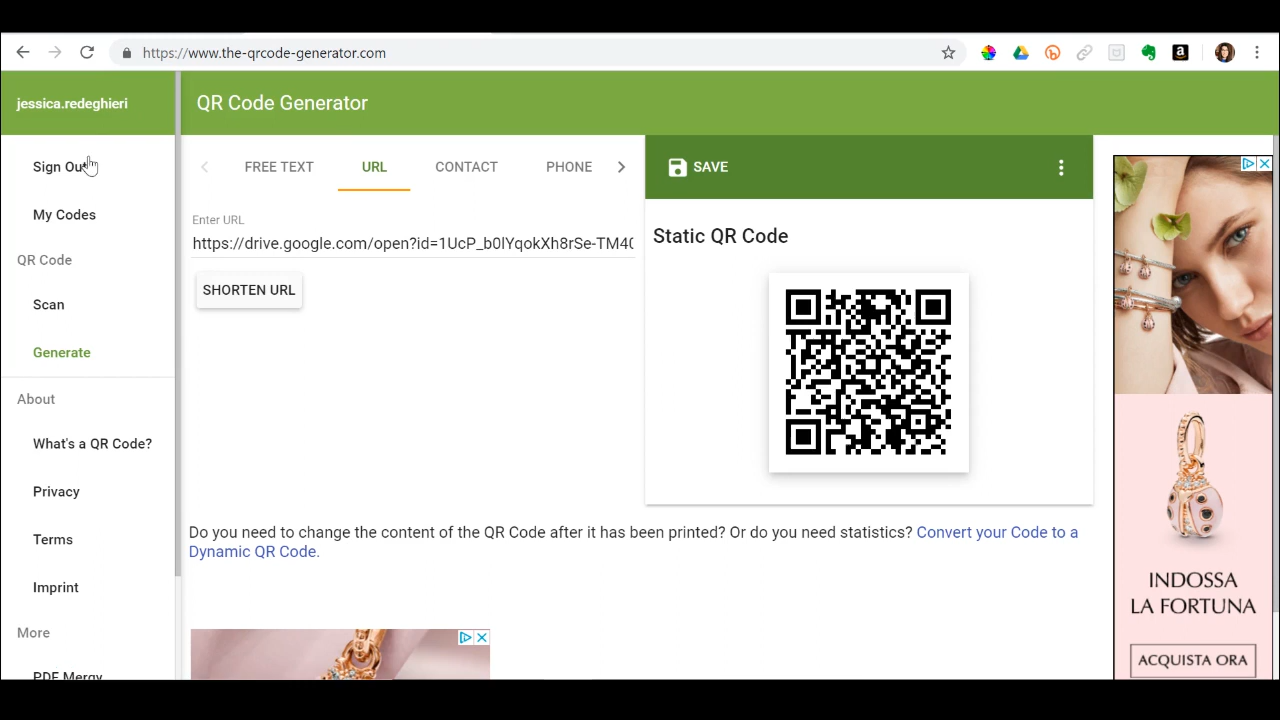 https://www.the-qrcode-generator.com
jessica.redeghieri
QR Code Generator
Sign Out
My Codes
QR Code
Scan
Generate
About
What's a QR Code?
Privacy
Terms
Imprint
More
PDF Mergy
FREE TEXT
URL
CONTACT
PHONE
Enter URL
https://drive.google.com/open?id=1UcP_b0lYqokXh8rSe-TM4
SHORTEN URL
SAVE
Static QR Code
Do you need to change the content of the QR Code after it has been printed? Or do you need statistics? Convert your Code to a
Dynamic QR Code.
INDOSSA
LA FORTUNA
ACQUISTA ORA